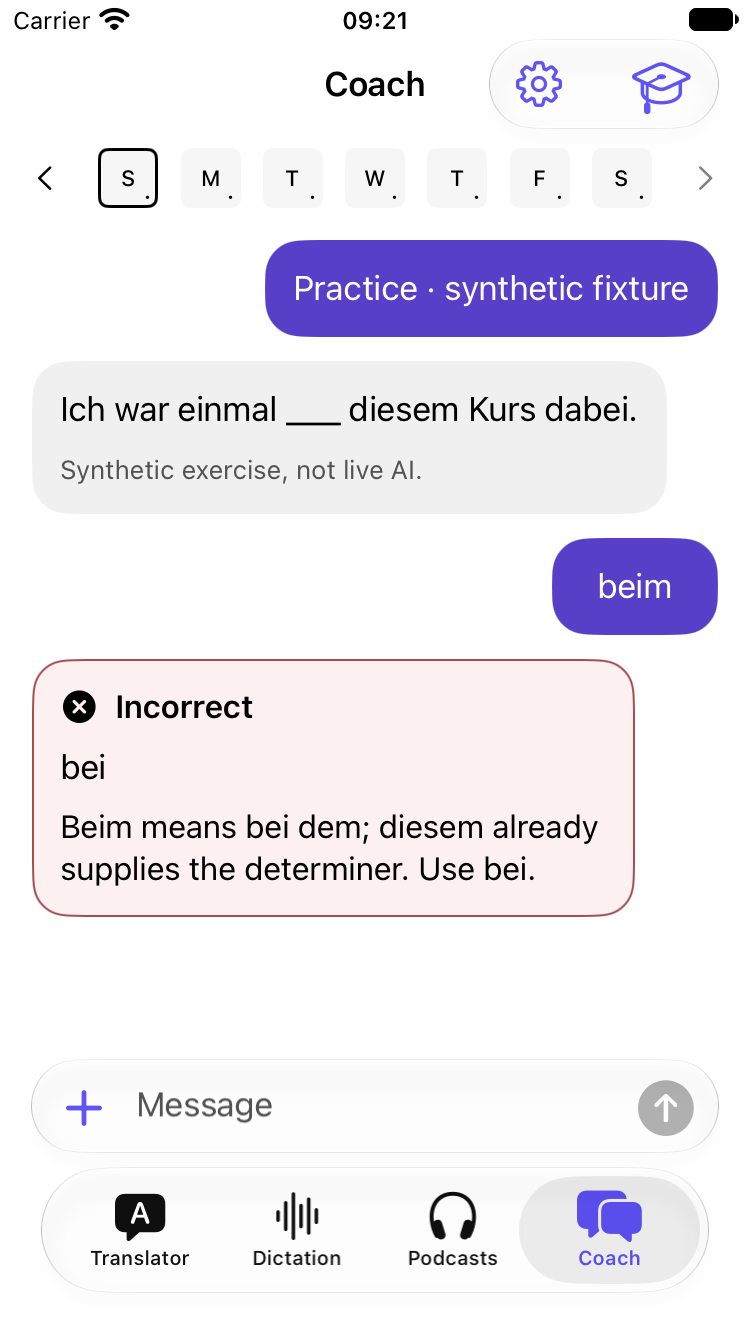 Carrier 09:21
Coach
S. M. T. W. T. F. S.
Practice · synthetic fixture
Ich war einmal ___ diesem Kurs dabei.
Synthetic exercise, not live AI.
beim
Incorrect
bei
Beim means bei dem; diesem already
supplies the determiner. Use bei.
Message
A
Translator Dictation Podcasts Coach